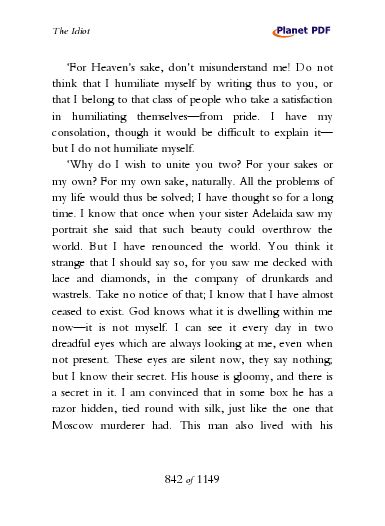 The Idiot
Planet PDF
‘For Heaven’s sake, don’t misunderstand me! Do not
think that I humiliate myself by writing thus to you, or
that I belong to that class of people who take a satisfaction
in humiliating themselves—from pride. I have my
consolation, though it would be difficult to explain it—
but I do not humiliate myself.
‘Why do I wish to unite you two? For your sakes or
my own? For my own sake, naturally. All the problems of
my life would thus be solved; I have thought so for a long
time. I know that once when your sister Adelaida saw my
portrait she said that such beauty could overthrow the
world. But I have renounced the world. You think it
strange that I should say so, for you saw me decked with
lace and diamonds, in the company of drunkards and
wastrels. Take no notice of that; I know that I have almost
ceased to exist. God knows what it is dwelling within me
now—it is not myself. I can see it every day in two
dreadful eyes which are always looking at me, even when
not present. These eyes are silent now, they say nothing;
but I know their secret. His house is gloomy, and there is
a secret in it. I am convinced that in some box he has a
razor hidden, tied round with silk, just like the one that
Moscow murderer had. This man also lived with his
842 of 1149